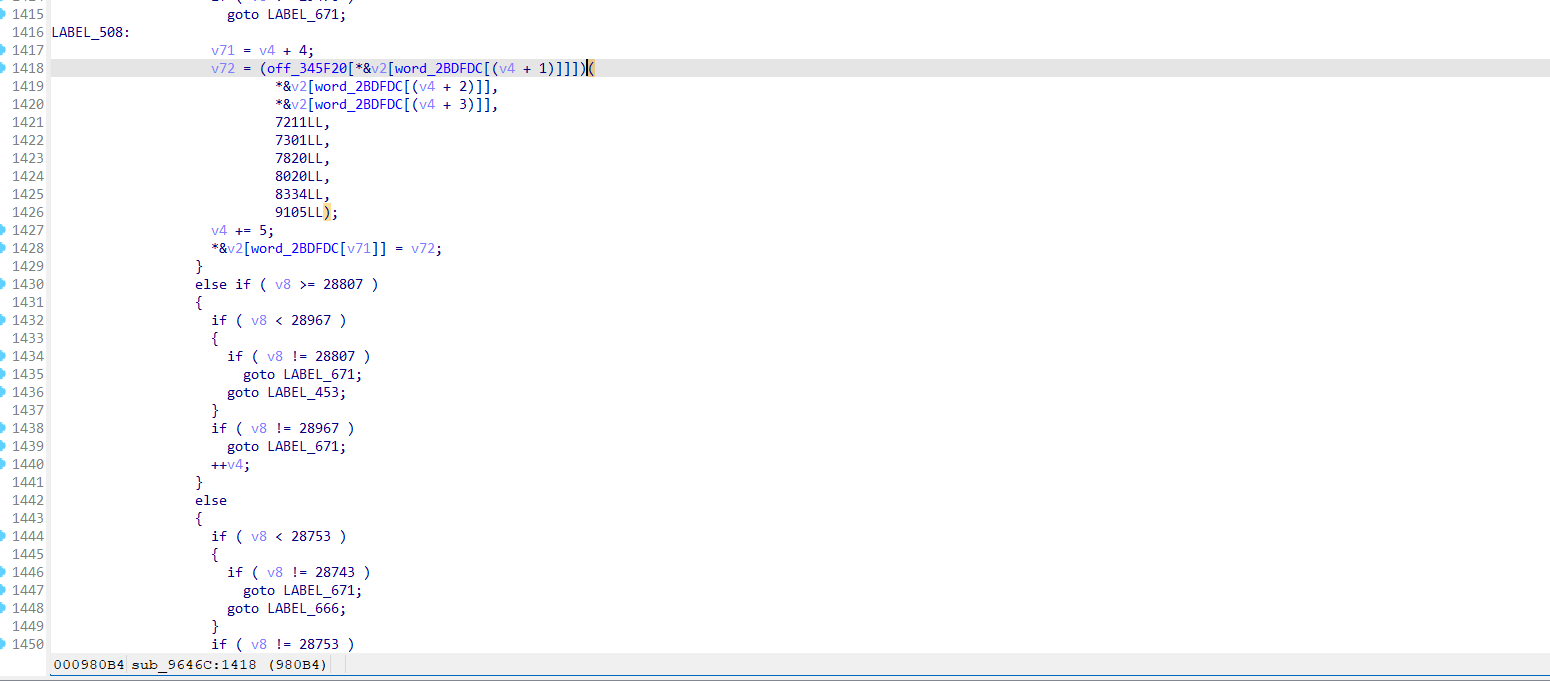 1415                       goto LABEL_671;
1416 LABEL_508:
1417                     v71 = v4 + 4;
1418                     v72 = (off_345F20[*&v2[word_2BDFDC[(v4 + 1)]]])(
1419                             *&v2[word_2BDFDC[(v4 + 2)]],
1420                             *&v2[word_2BDFDC[(v4 + 3)]],
1421                             7211LL,
1422                             7301LL,
1423                             7820LL,
1424                             8020LL,
1425                             8334LL,
1426                             9105LL);
1427                     v4 += 5;
1428                     *&v2[word_2BDFDC[v71]] = v72;
1429                   }
1430                   else if ( v8 >= 28807 )
1431                   {
1432                     if ( v8 < 28967 )
1433                     {
1434                       if ( v8 != 28807 )
1435                         goto LABEL_671;
1436                       goto LABEL_453;
1437                     }
1438                     if ( v8 != 28967 )
1439                       goto LABEL_671;
1440                     ++v4;
1441                   }
1442                   else
1443                   {
1444                     if ( v8 < 28753 )
1445                     {
1446                       if ( v8 != 28743 )
1447                         goto LABEL_671;
1448                       goto LABEL_666;
1449                     }
1450                     if ( v8 != 28753 )
000980B4 sub_9646C:1418 (980B4)